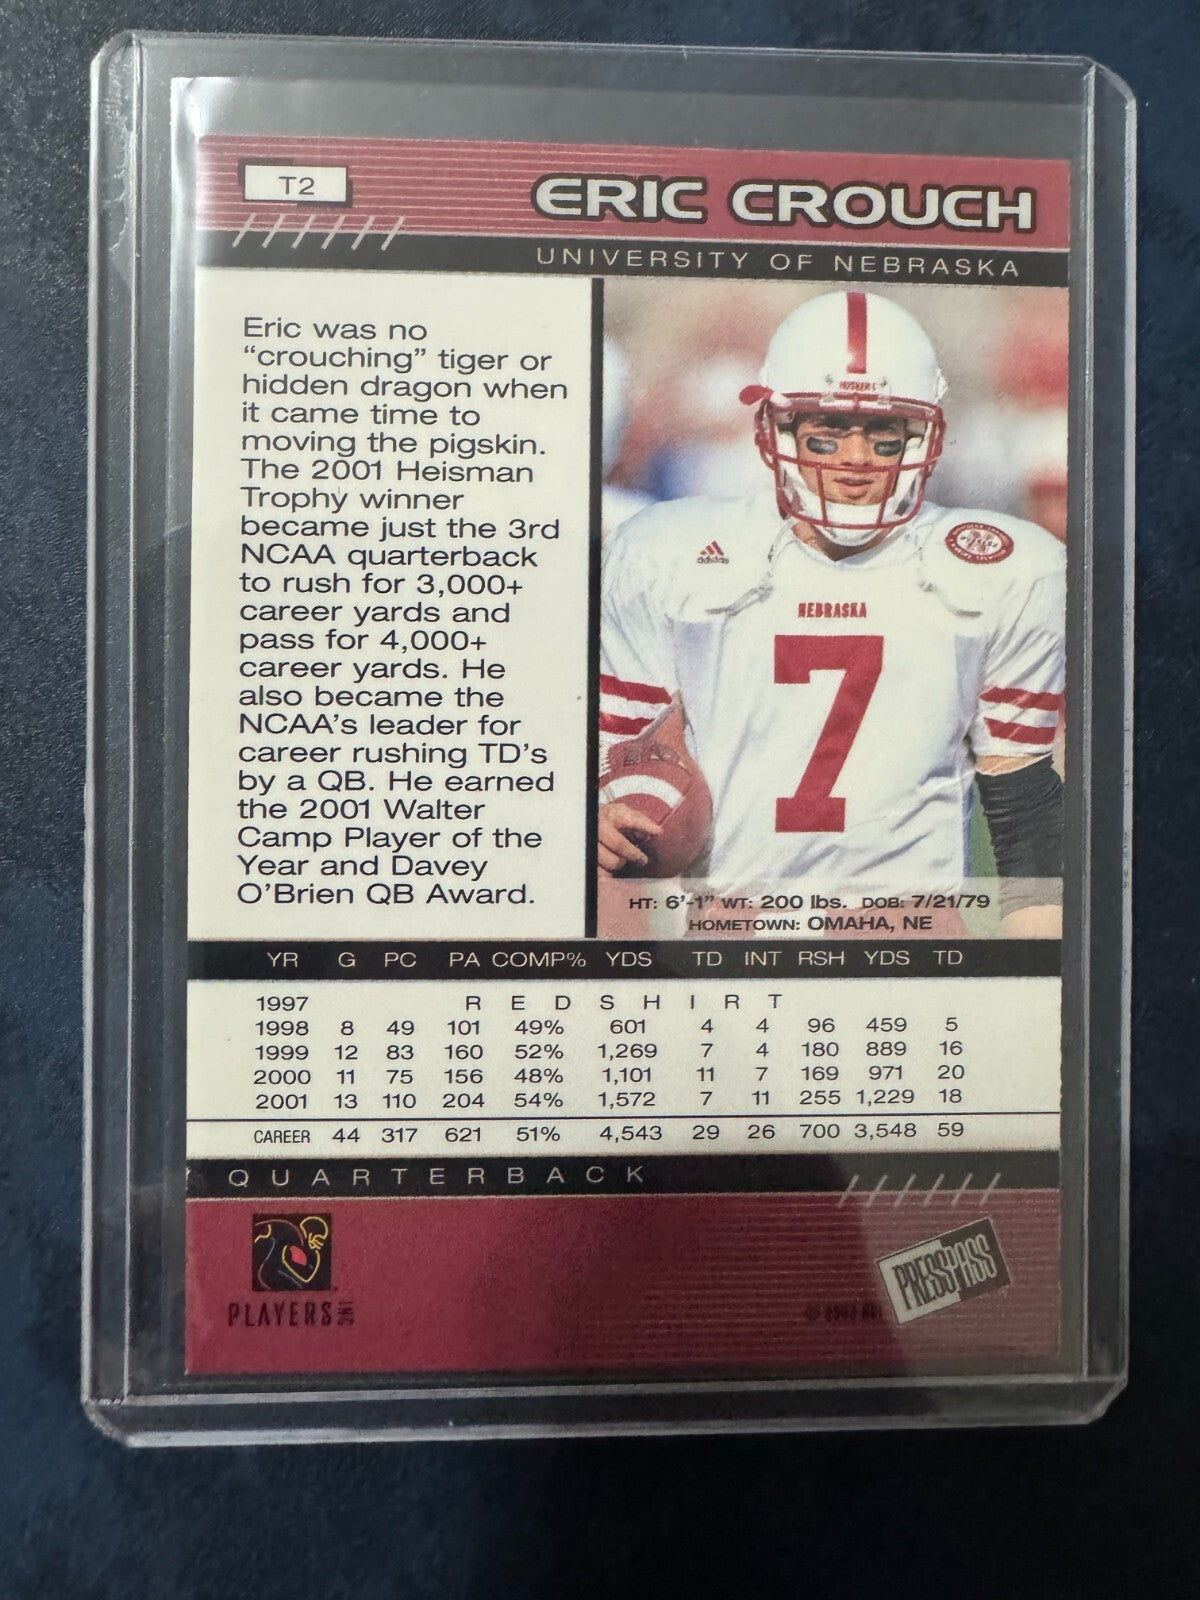 T2
ERIC CROUCH
UNIVERSITY OF NEBRASKA
Eric was no
“crouching” tiger or
hidden dragon when
it came time to
moving the pigskin.
The 2001 Heisman
Trophy winner
became just the 3rd
NCAA quarterback
to rush for 3,000+
career yards and
pass for 4,000+
career yards. He
also became the
NCAA’s leader for
career rushing TD’s
by a QB. He earned
the 2001 Walter
Camp Player of the
Year and Davey
O’Brien QB Award.
HUSKERS
adidas
NEBRASKA
7
HT: 6’-1” WT: 200 lbs. DOB: 7/21/79
HOMETOWN: OMAHA, NE
YR G PC PA COMP% YDS TD INT RSH YDS TD
1997 REDSHIRT
1998 8 49 101 49% 601 4 4 96 459 5
1999 12 83 160 52% 1,269 7 4 180 889 16
2000 11 75 156 48% 1,101 11 7 169 971 20
2001 13 110 204 54% 1,572 7 11 255 1,229 18
CAREER 44 317 621 51% 4,543 29 26 700 3,548 59
QUARTERBACK
PLAYERS INC
PRESS PASS